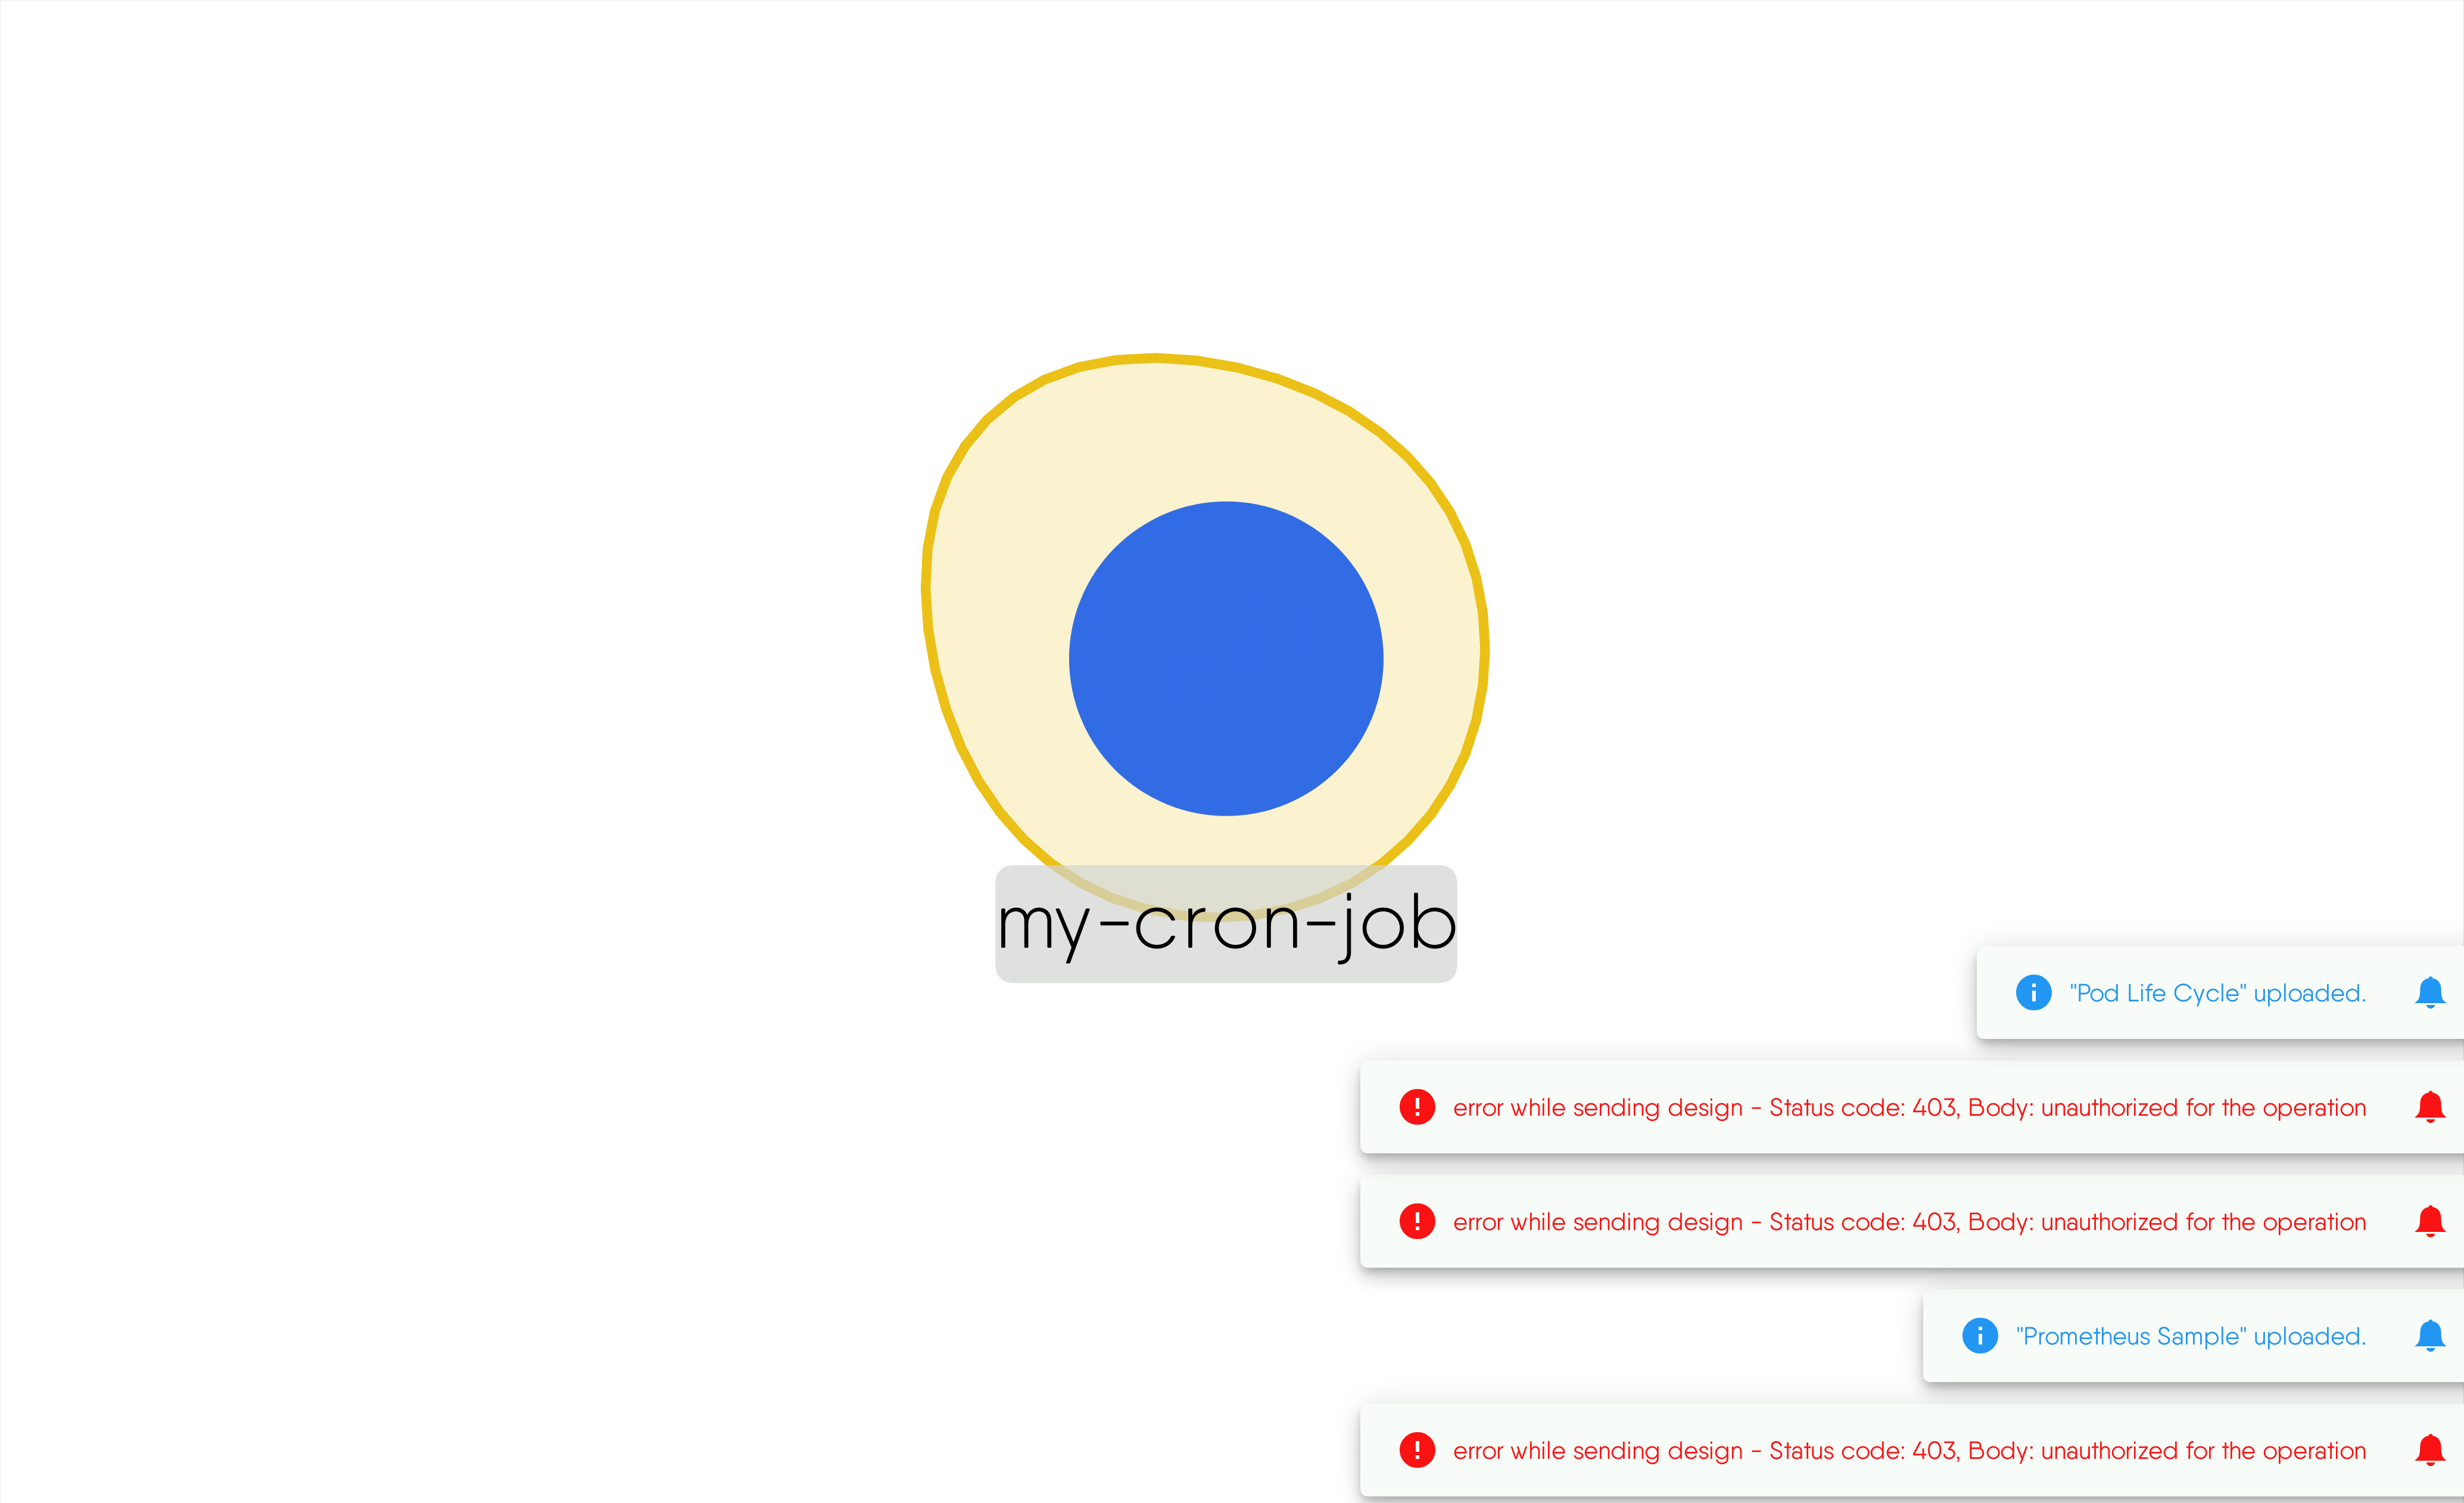 my-cron-job
"Pod Life Cycle" uploaded.
error while sending design - Status code: 403, Body: unauthorized for the operation
error while sending design - Status code: 403, Body: unauthorized for the operation
"Prometheus Sample" uploaded.
error while sending design - Status code: 403, Body: unauthorized for the operation